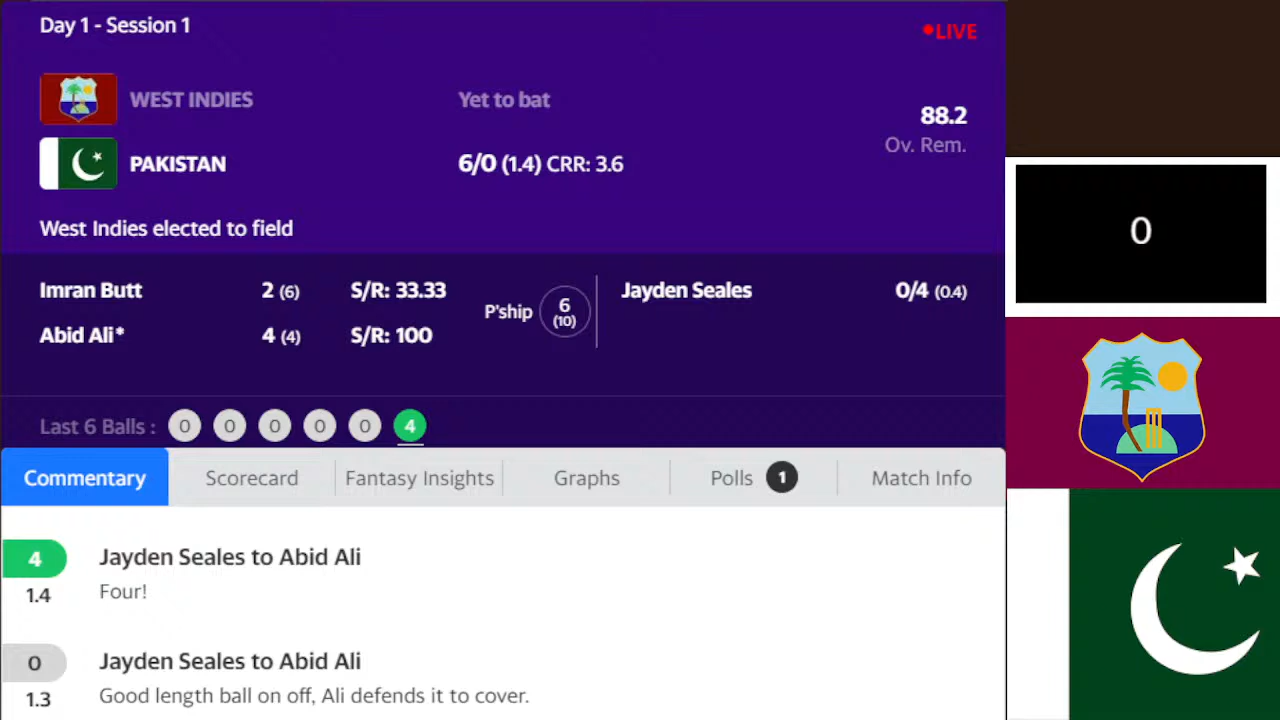 Day 1 - Session 1
LIVE
WEST INDIES Yet to bat
88.2
Ov. Rem.
PAKISTAN 6/0 (1.4) CRR: 3.6
West Indies elected to field
Imran Butt 2 (6) S/R: 33.33
Abid Ali* 4 (4) S/R: 100
P'ship 6 (10)
Jayden Seales 0/4 (0.4)
Last 6 Balls : 0 0 0 0 0 4
Commentary Scorecard Fantasy Insights Graphs Polls 1 Match Info
4 Jayden Seales to Abid Ali
1.4 Four!
0 Jayden Seales to Abid Ali
1.3 Good length ball on off, Ali defends it to cover.
0